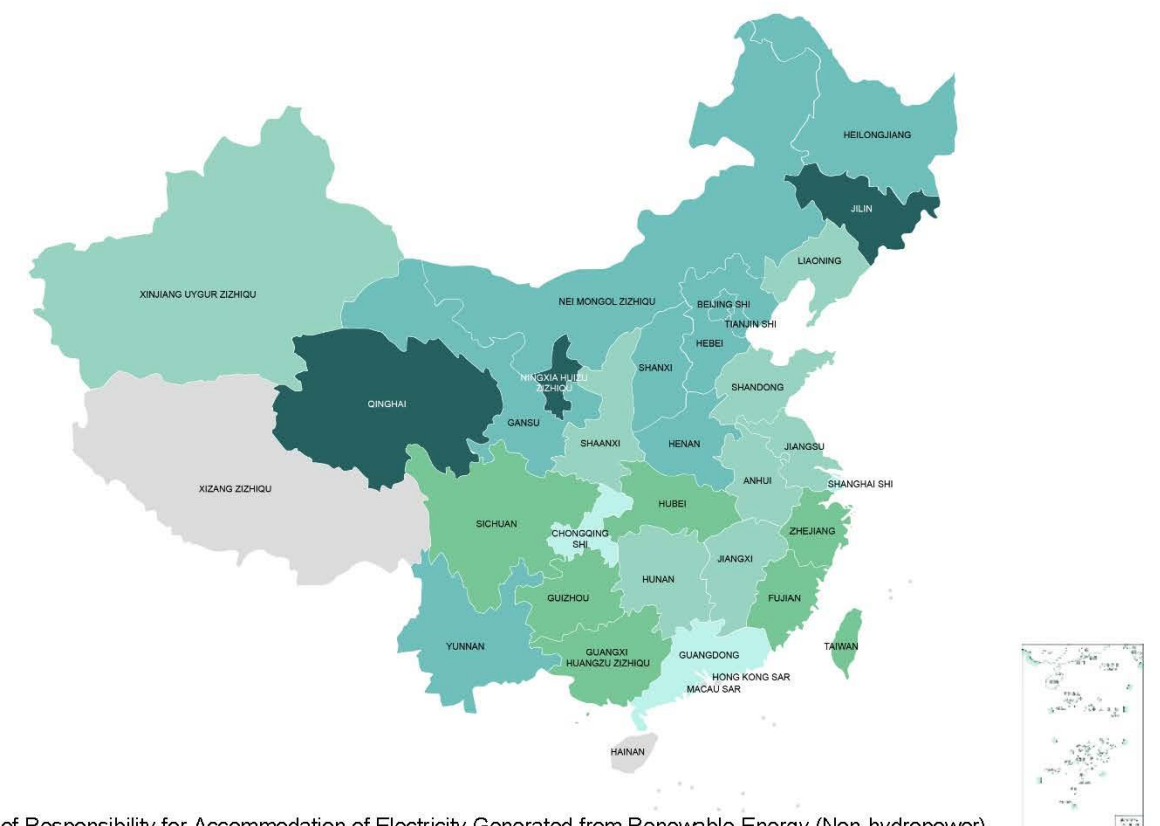 HEILONGJIANG
JILIN
LIAONING
XINJIANG UYGUR ZIZHIQU
NEI MONGOL ZIZHIQU
BEIJING SHI
TIANJIN SHI
HEBEI
SHANXI
NINGXIA HUIZU
ZIZHIQU
SHANDONG
QINGHAI
GANSU
SHAANXI
HENAN
JIANGSU
ANHUI
SHANGHAI SHI
XIZANG ZIZHIQU
HUBEI
SICHUAN
CHONGQING
SHI
ZHEJIANG
JIANGXI
HUNAN
GUIZHOU
FUJIAN
YUNNAN
GUANGXI
HUANGZU ZIZHIQU
GUANGDONG
TAIWAN
HONG KONG SAR
MACAU SAR
HAINAN
of Responsibility for Accommodation of Electricity Generated from Renewable Energy (Non-hydropower)